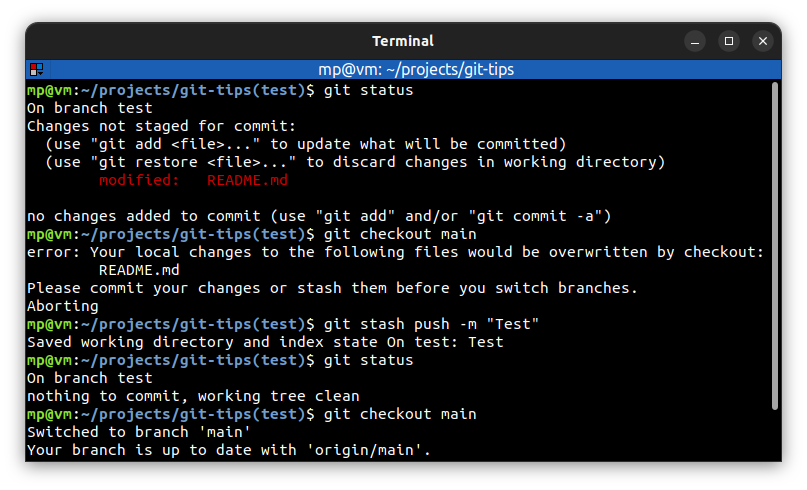 Terminal
mp@vm: ~/projects/git-tips
mp@vm:~/projects/git-tips(test)$ git status
On branch test
Changes not staged for commit:
  (use "git add <file>..." to update what will be committed)
  (use "git restore <file>..." to discard changes in working directory)
        modified:   README.md

no changes added to commit (use "git add" and/or "git commit -a")
mp@vm:~/projects/git-tips(test)$ git checkout main
error: Your local changes to the following files would be overwritten by checkout:
        README.md
Please commit your changes or stash them before you switch branches.
Aborting
mp@vm:~/projects/git-tips(test)$ git stash push -m "Test"
Saved working directory and index state On test: Test
mp@vm:~/projects/git-tips(test)$ git status
On branch test
nothing to commit, working tree clean
mp@vm:~/projects/git-tips(test)$ git checkout main
Switched to branch 'main'
Your branch is up to date with 'origin/main'.